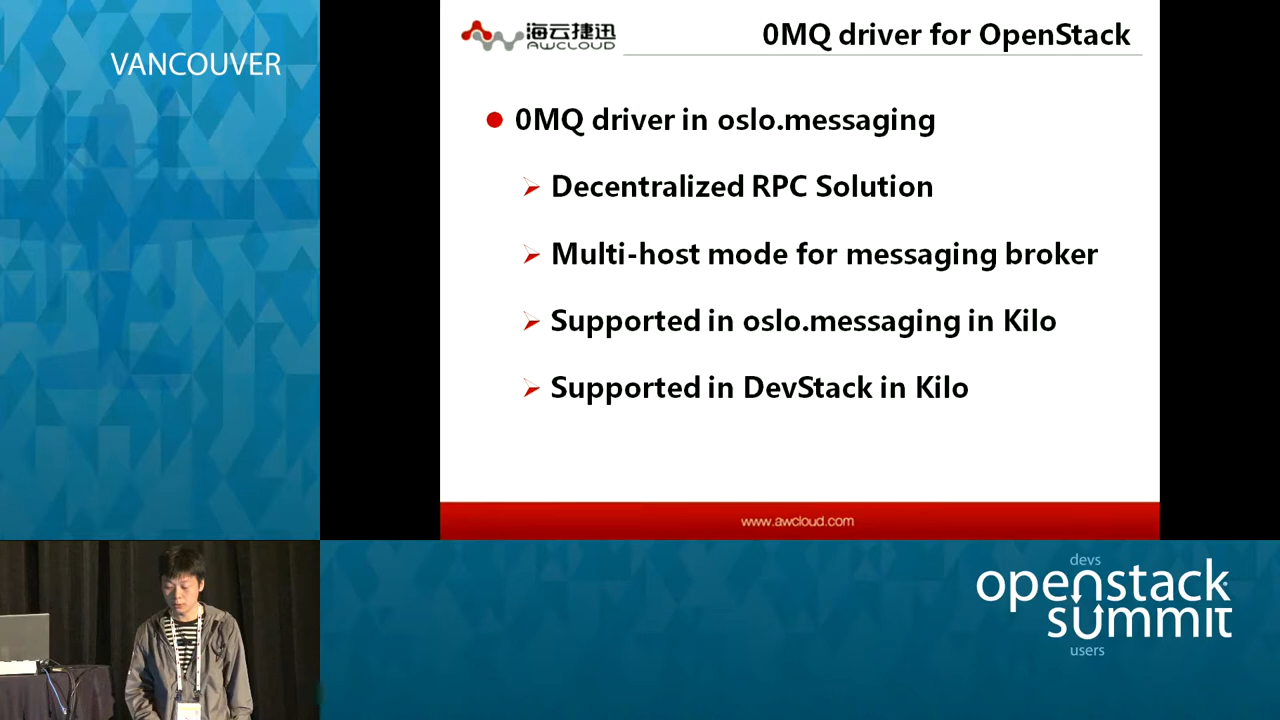 VANCOUVER
海云捷迅
AWCLOUD
0MQ driver for OpenStack
0MQ driver in oslo.messaging
Decentralized RPC Solution
Multi-host mode for messaging broker
Supported in oslo.messaging in Kilo
Supported in DevStack in Kilo
www.awcloud.com
devs
openstack
summit
users